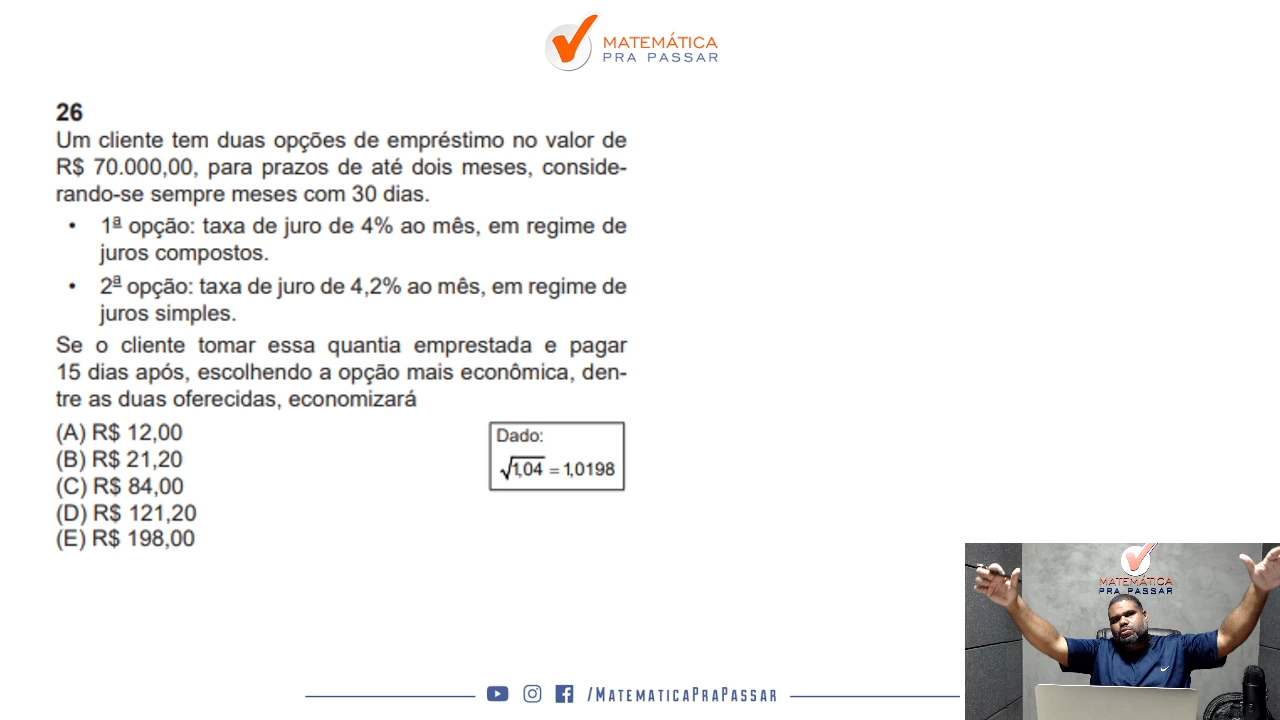 MATEMÁTICA
PRA PASSAR
26
Um cliente tem duas opções de empréstimo no valor de
R$ 70.000,00, para prazos de até dois meses, conside-
rando-se sempre meses com 30 dias.
• 1ª opção: taxa de juro de 4% ao mês, em regime de
juros compostos.
• 2ª opção: taxa de juro de 4,2% ao mês, em regime de
juros simples.
Se o cliente tomar essa quantia emprestada e pagar
15 dias após, escolhendo a opção mais econômica, den-
tre as duas oferecidas, economizará
(A) R$ 12,00
(B) R$ 21,20
(C) R$ 84,00
(D) R$ 121,20
(E) R$ 198,00
Dado:
√1,04 = 1,0198
MATEMÁTICA
PRA PASSAR
/MATEMATICAPRAPASSAR